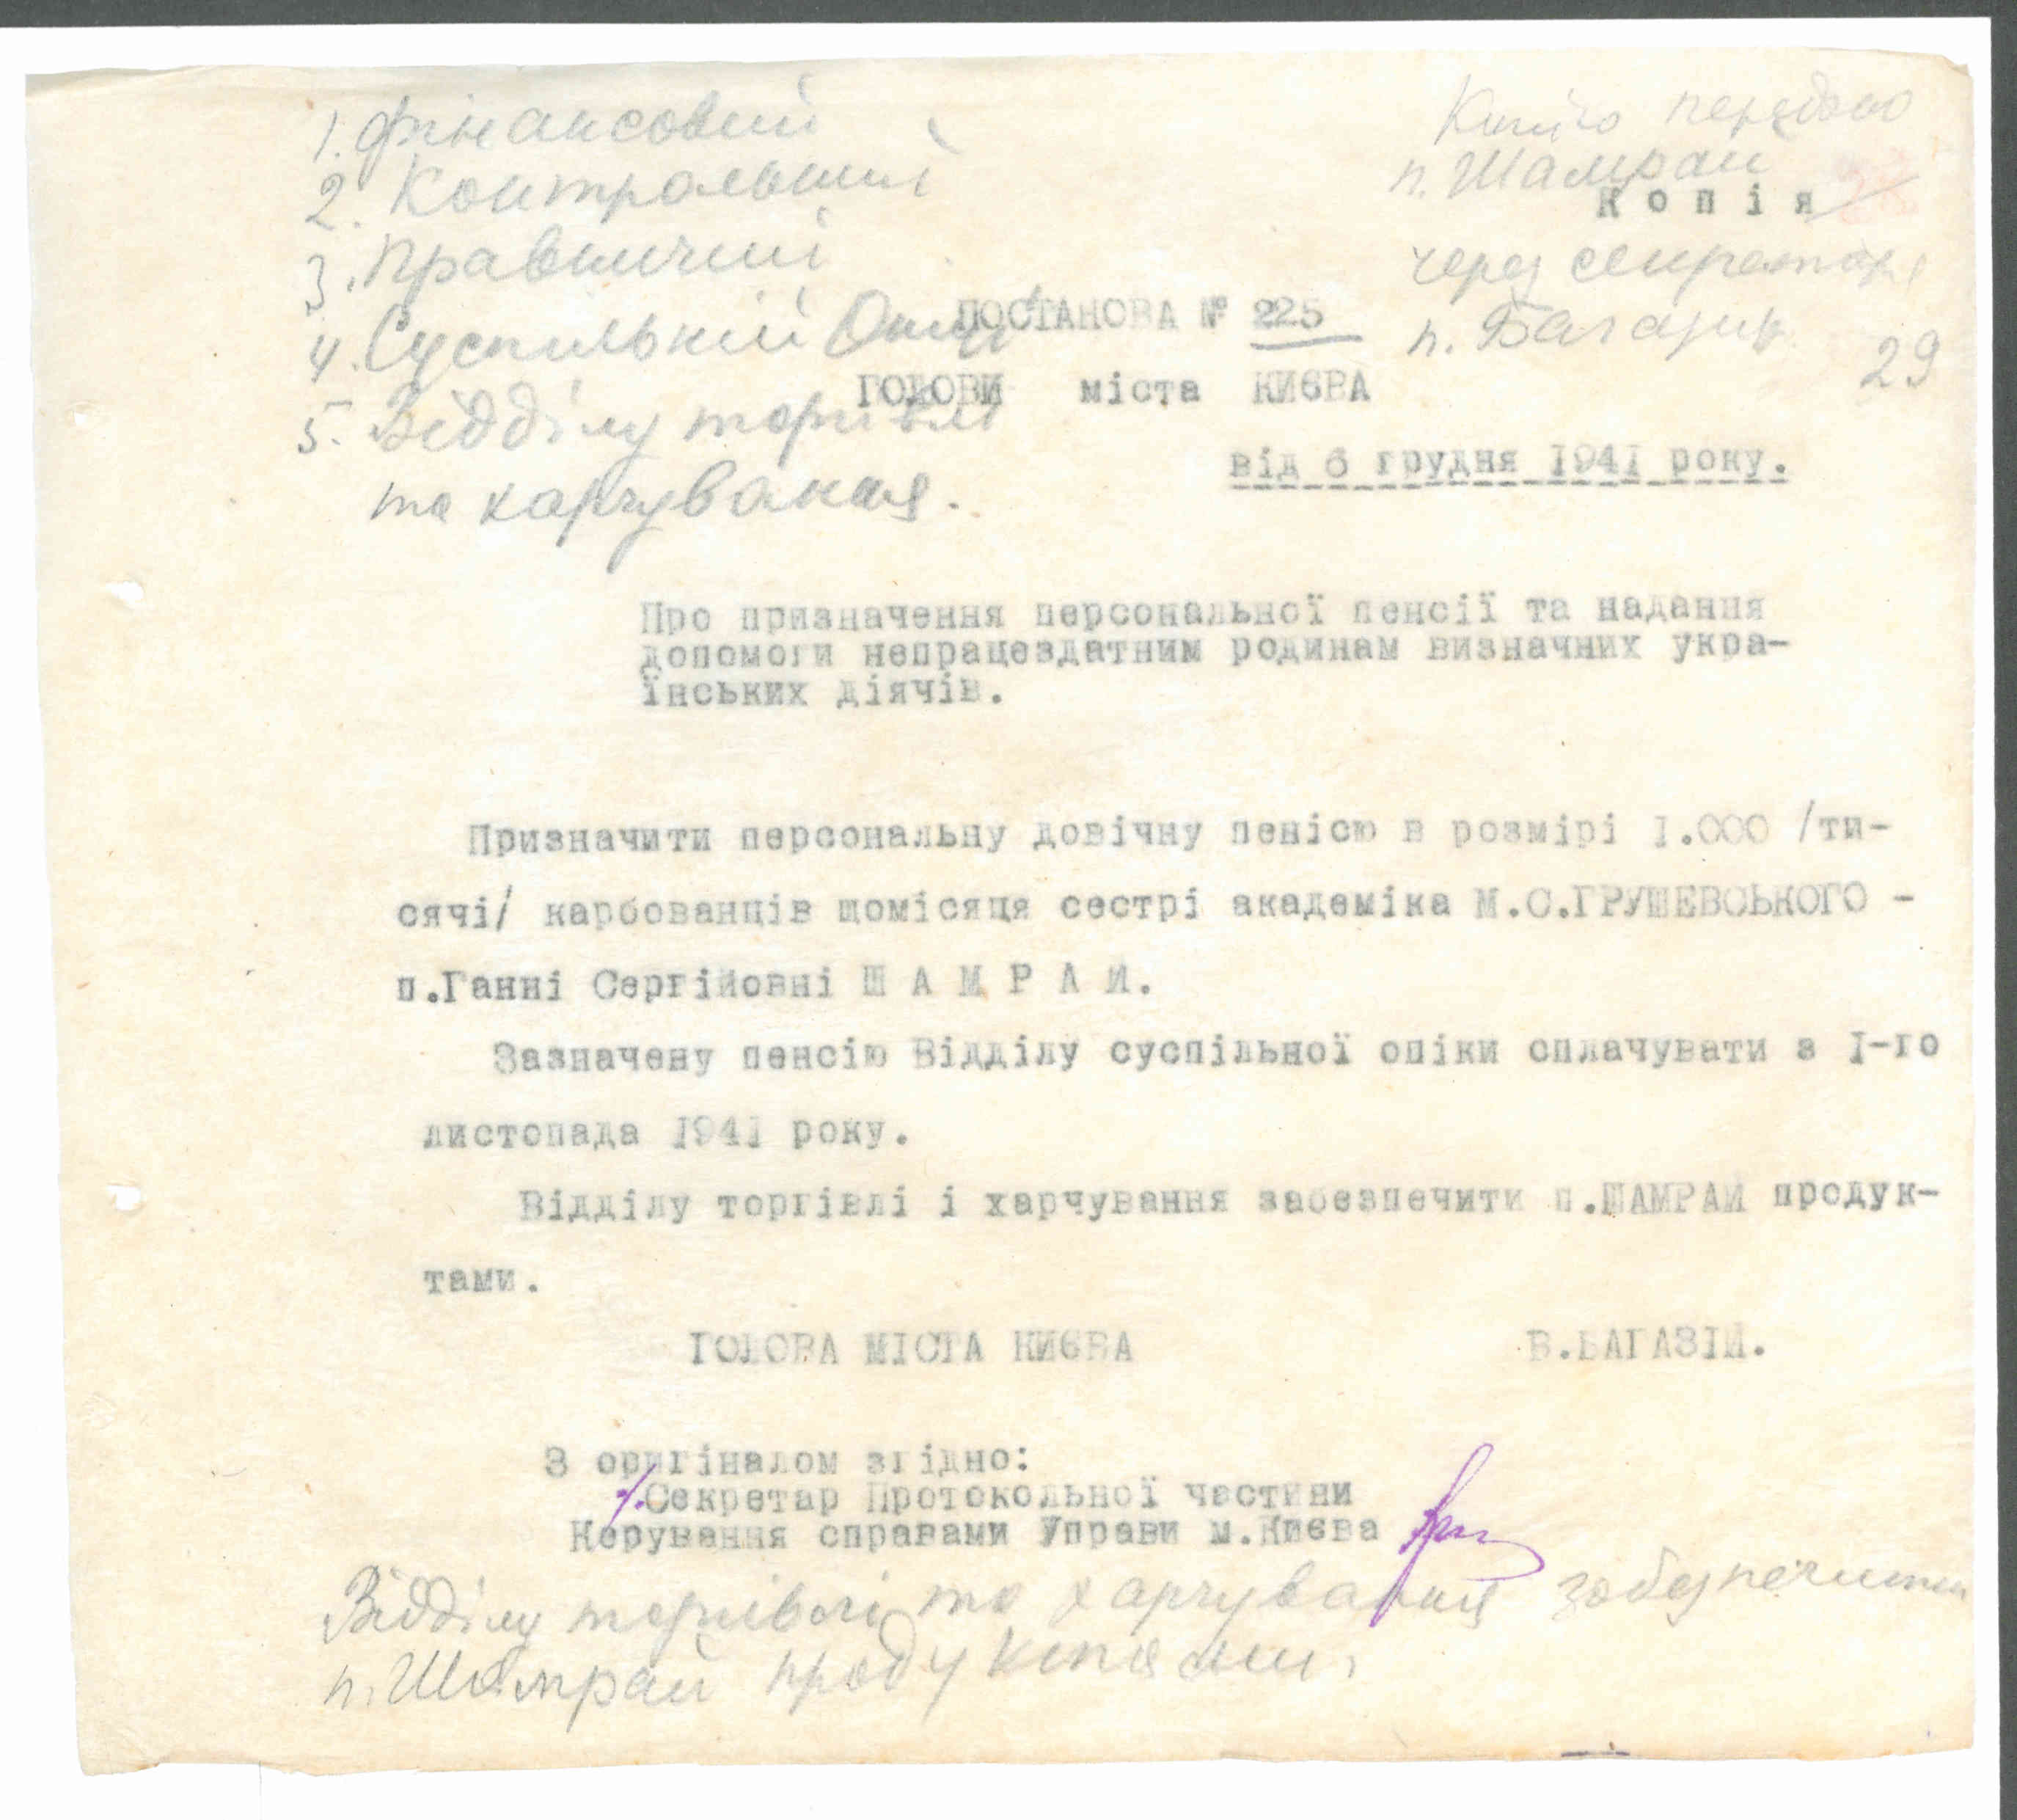 1. Фінансовий
2. Контрольний
3. Правничий
4. Суспільній Опіці
5. Відділу торгівлі
та харчування.
Копію передано
п. Шамрай
Копія
через секретаря
п. Багазія
29
ПОСТАНОВА № 225
ГОЛОВИ міста КИЄВА
від 6 грудня 1941 року.
Про призначення персональної пенсії та надання
допомоги непрацездатним родинам визначних укра-
їнських діячів.
Призначити персональну довічну пенісю в розмірі 1.000 /ти-
сячі/ карбованців щомісяця сестрі академіка М.С.ГРУШЕВСЬКОГО -
п.Ганні Сергійовні Ш А М Р А Й.
Зазначену пенсію Відділу суспільної опіки сплачувати з І-го
листопада 1941 року.
Відділу торгівлі і харчування забезпечити п.ШАМРАЙ продук-
тами.
ГОЛОВА МІСТА КИЄВА В.БАГАЗІЙ.
З оригіналом згідно:
Секретар Протокольної частини
Керування справами Управи м.Києва
Відділу торгівлі та харчування забезпечити
п. Шамрай продуктами.